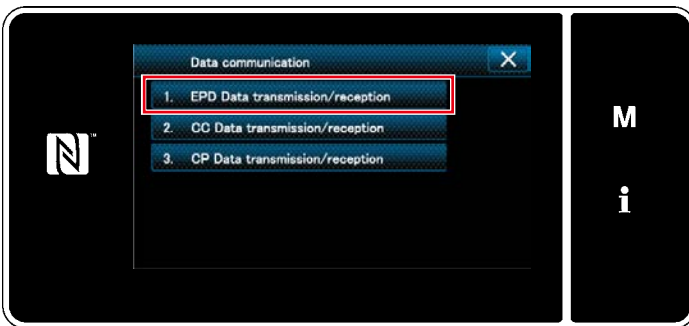 Data communication
1. EPD Data transmission/reception
2. CC Data transmission/reception
3. CP Data transmission/reception
M
i
N